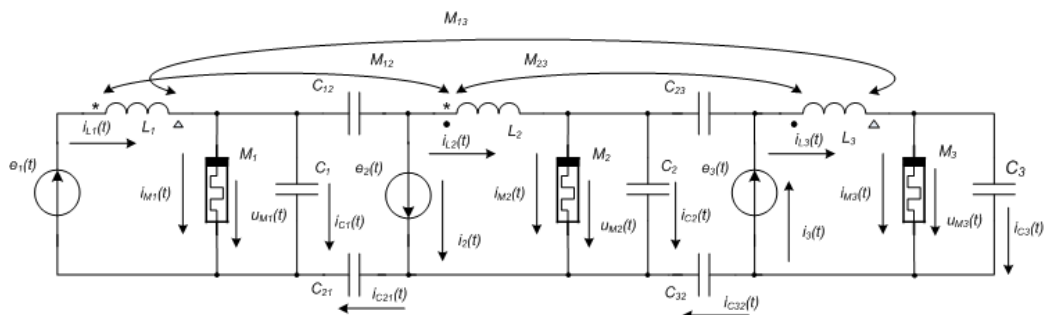 M13
M12
M23
C12
C23
* L1 △
iL1(t)
* • L2
iL2(t)
• L3 △
iL3(t)
e1(t)
M1
iM1(t)
uM1(t)
C1
iC1(t)
e2(t)
i2(t)
M2
iM2(t)
uM2(t)
C2
iC2(t)
e3(t)
i3(t)
M3
iM3(t)
uM3(t)
C3
iC3(t)
C21
iC21(t)
C32
iC32(t)